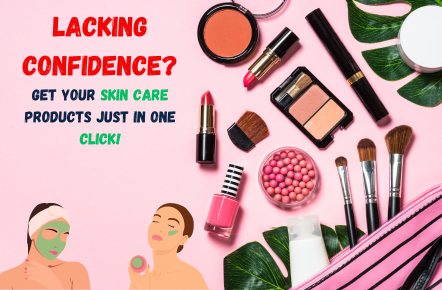 LACKING
CONFIDENCE?
GET YOUR SKIN CARE
PRODUCTS JUST IN ONE
CLICK!